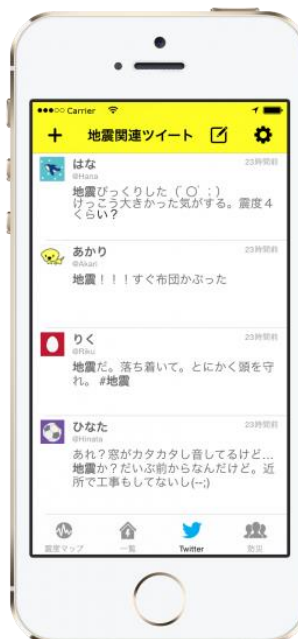 Carrier
地震関連ツイート
はな 23時間前
@Hana
地震びっくりした（゜○゜；）
けっこう大きかった気がする。震度４
くらい？
あかり 23時間前
@Akari
地震！！！すぐ布団かぶった
りく 23時間前
@Riku
地震だ。落ち着いて。とにかく頭を守
れ。 #地震
ひなた 23時間前
@Hinata
あれ？窓がカタカタし音してるけど…
地震か？だいぶ前からなんだけど。近
所で工事もしてないし(--;)
震度マップ 一覧 Twitter 防災